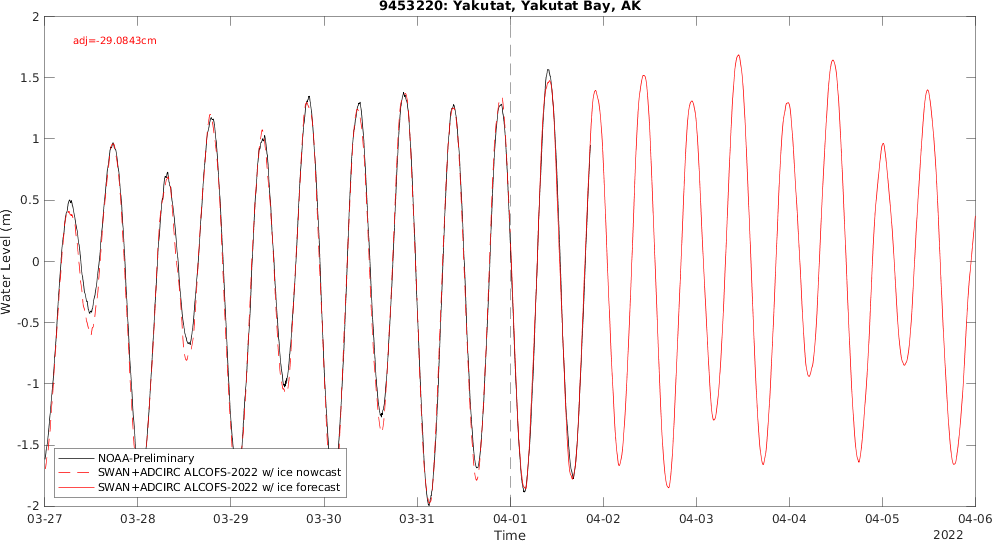 9453220: Yakutat, Yakutat Bay, AK
adj=-29.0843cm
2
1.5
1
0.5
0
-0.5
-1
-1.5
-2
Water Level (m)
NOAA-Preliminary
SWAN+ADCIRC ALCOFS-2022 w/ ice nowcast
SWAN+ADCIRC ALCOFS-2022 w/ ice forecast
03-27 03-28 03-29 03-30 03-31 04-01 04-02 04-03 04-04 04-05 04-06
Time
2022